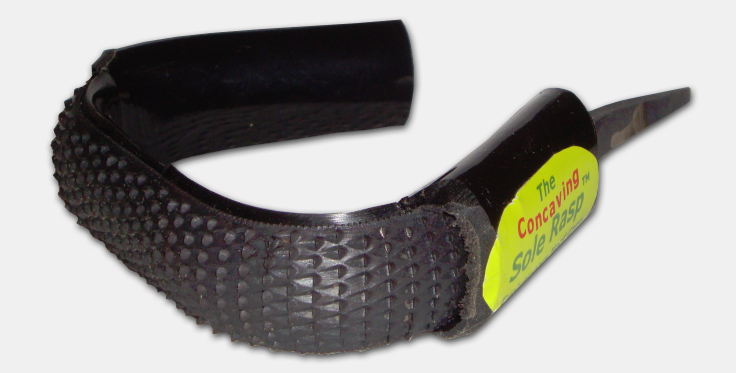 The
Concaving™
Sole Rasp